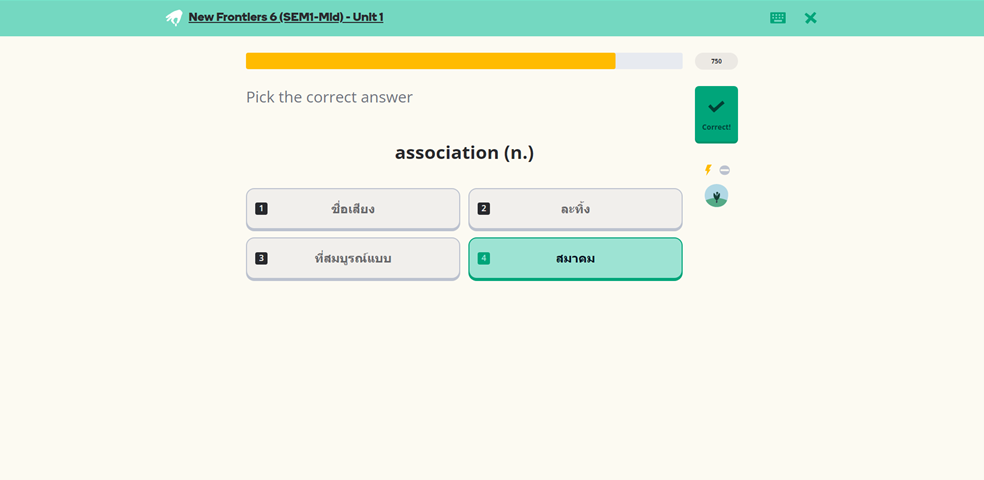 New Frontiers 6 (SEM1-Mid) - Unit 1
750
Pick the correct answer
Correct!
association (n.)
1 ชื่อเสียง
2 ละทิ้ง
3 ที่สมบูรณ์แบบ
4 สมาคม